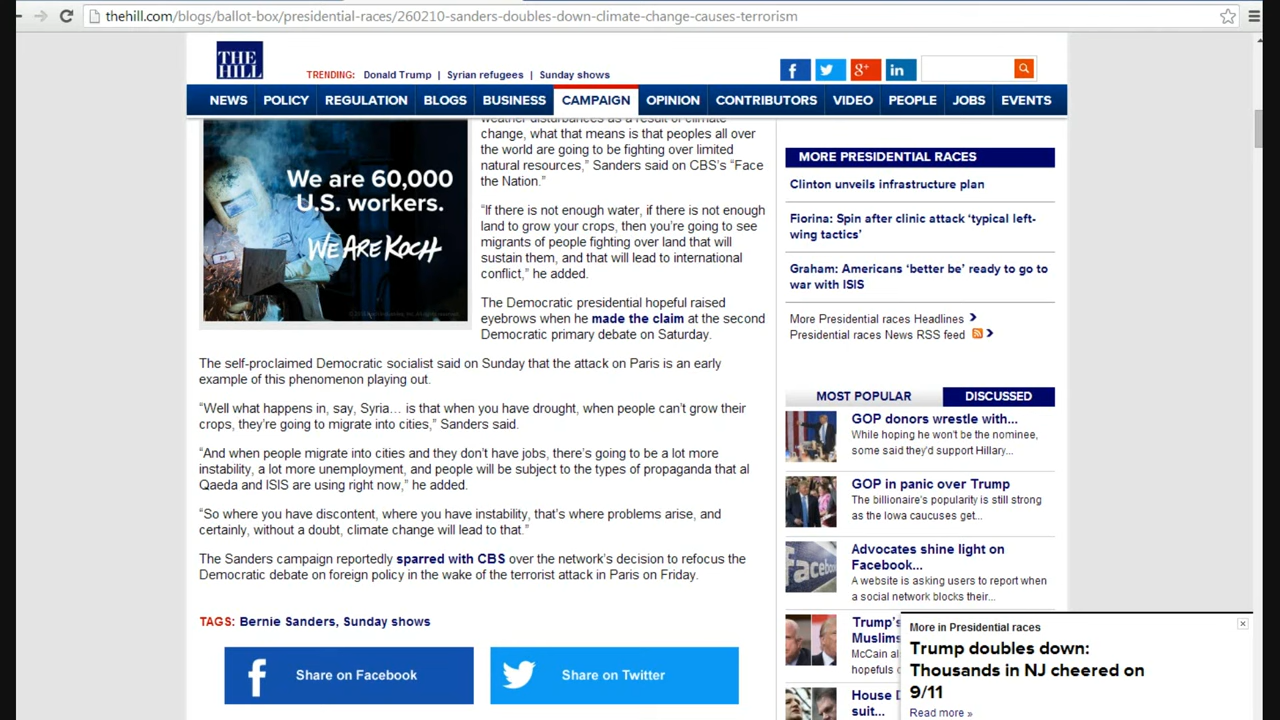 thehill.com/blogs/ballot-box/presidential-races/260210-sanders-doubles-down-climate-change-causes-terrorism
THE
HILL
TRENDING: Donald Trump | Syrian refugees | Sunday shows
NEWS POLICY REGULATION BLOGS BUSINESS CAMPAIGN OPINION CONTRIBUTORS VIDEO PEOPLE JOBS EVENTS
We are 60,000
U.S. workers.
WE ARE KOCH
weather disturbances as a result of climate
change, what that means is that peoples all over
the world are going to be fighting over limited
natural resources,” Sanders said on CBS’s “Face
the Nation.”
“If there is not enough water, if there is not enough
land to grow your crops, then you’re going to see
migrants of people fighting over land that will
sustain them, and that will lead to international
conflict,” he added.
The Democratic presidential hopeful raised
eyebrows when he made the claim at the second
Democratic primary debate on Saturday.
The self-proclaimed Democratic socialist said on Sunday that the attack on Paris is an early
example of this phenomenon playing out.
“Well what happens in, say, Syria… is that when you have drought, when people can’t grow their
crops, they’re going to migrate into cities,” Sanders said.
“And when people migrate into cities and they don’t have jobs, there’s going to be a lot more
instability, a lot more unemployment, and people will be subject to the types of propaganda that al
Qaeda and ISIS are using right now,” he added.
“So where you have discontent, where you have instability, that’s where problems arise, and
certainly, without a doubt, climate change will lead to that.”
The Sanders campaign reportedly sparred with CBS over the network’s decision to refocus the
Democratic debate on foreign policy in the wake of the terrorist attack in Paris on Friday.
TAGS: Bernie Sanders, Sunday shows
Share on Facebook
Share on Twitter
MORE PRESIDENTIAL RACES
Clinton unveils infrastructure plan
Fiorina: Spin after clinic attack ‘typical left-
wing tactics’
Graham: Americans ‘better be’ ready to go to
war with ISIS
More Presidential races Headlines
Presidential races News RSS feed
MOST POPULAR DISCUSSED
GOP donors wrestle with...
While hoping he won't be the nominee,
some said they'd support Hillary...
GOP in panic over Trump
The billionaire's popularity is still strong
as the Iowa caucuses get...
Advocates shine light on
Facebook...
A website is asking users to report when
a social network blocks their...
Trump's
Muslims
McCain al
hopefuls
House
suit...
More in Presidential races
Trump doubles down:
Thousands in NJ cheered on
9/11
Read more »